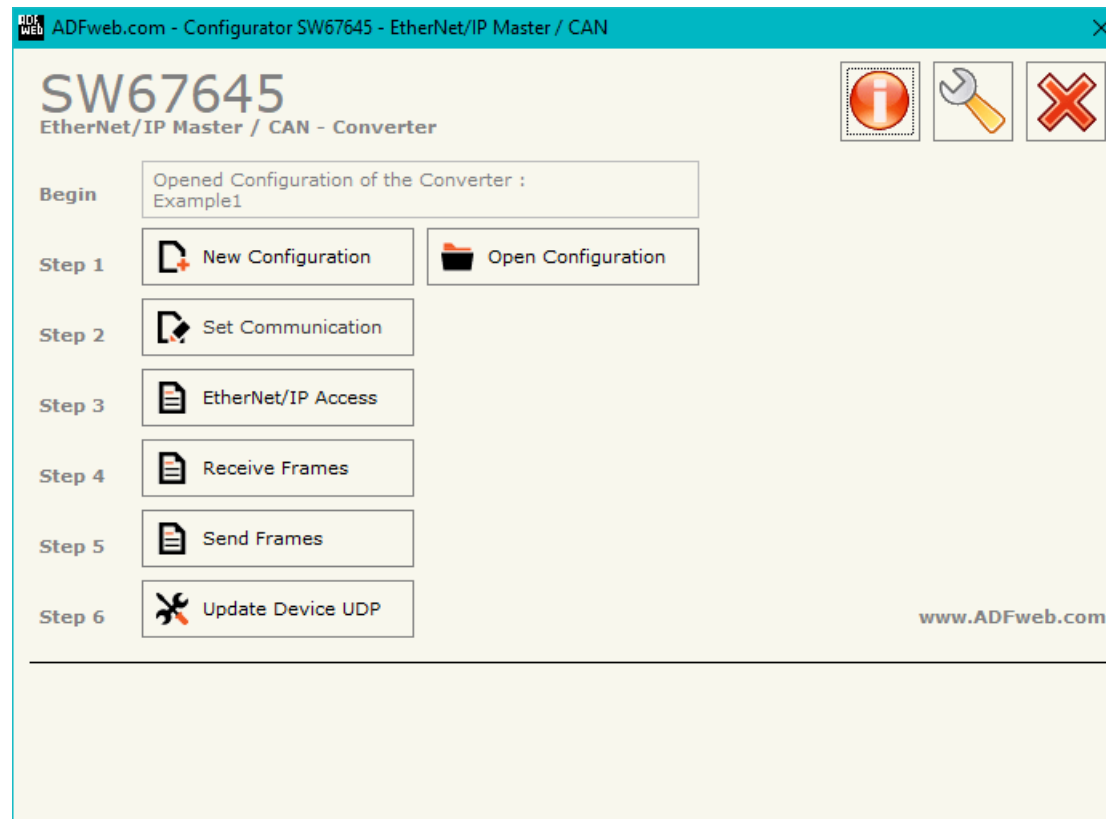 ADF WEB ADFweb.com - Configurator SW67645 - EtherNet/IP Master / CAN
SW67645
EtherNet/IP Master / CAN - Converter
Begin
Opened Configuration of the Converter :
Example1
Step 1 New Configuration Open Configuration
Step 2 Set Communication
Step 3 EtherNet/IP Access
Step 4 Receive Frames
Step 5 Send Frames
Step 6 Update Device UDP
www.ADFweb.com